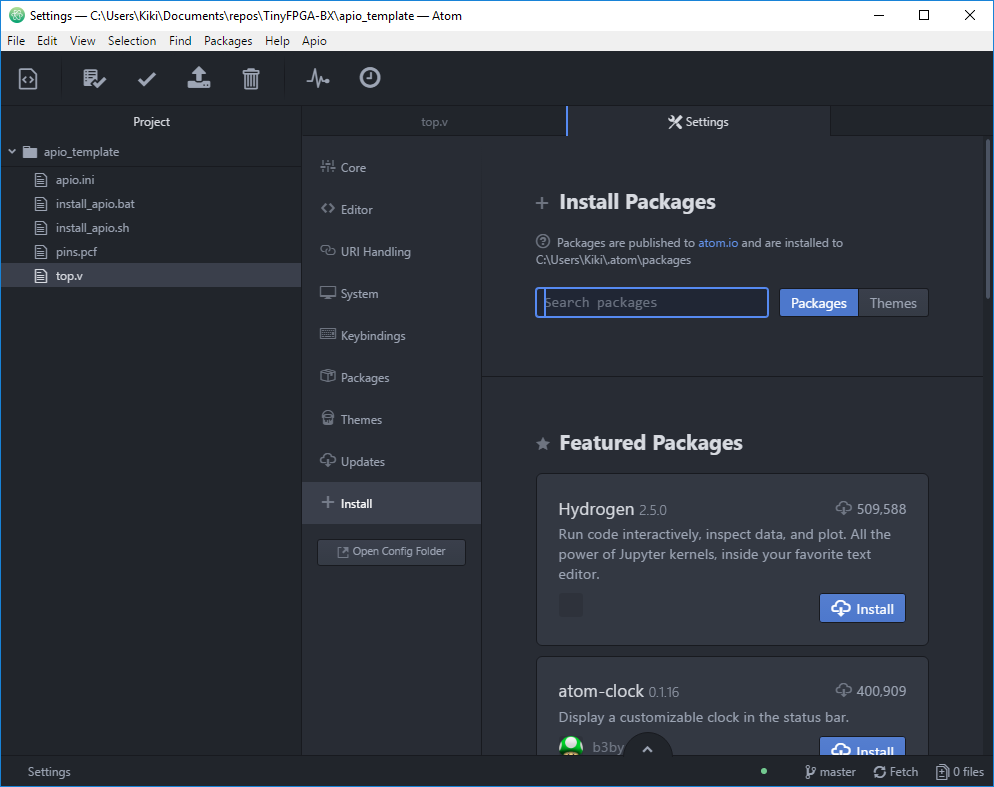 Settings — C:\Users\Kiki\Documents\repos\TinyFPGA-BX\apio_template — Atom
File Edit View Selection Find Packages Help Apio
Project
apio_template
apio.ini
install_apio.bat
install_apio.sh
pins.pcf
top.v
top.v
Settings
Core
Editor
URI Handling
System
Keybindings
Packages
Themes
Updates
Install
Open Config Folder
Install Packages
Packages are published to atom.io and are installed to
C:\Users\Kiki\.atom\packages
Search packages
Packages
Themes
Featured Packages
Hydrogen 2.5.0
509,588
Run code interactively, inspect data, and plot. All the
power of Jupyter kernels, inside your favorite text
editor.
Install
atom-clock 0.1.16
400,909
Display a customizable clock in the status bar.
b3by
Install
Settings
master
Fetch
0 files